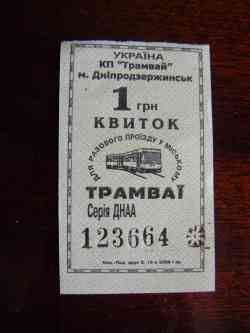 УКРАЇНА
КП "Трамвай"
м. Дніпродзержинськ
1 грн
КВИТОК
ДЛЯ РАЗОВОГО ПРОЇЗДУ У МІСЬКОМУ
ТРАМВАЇ
Серія ДНАА
123664